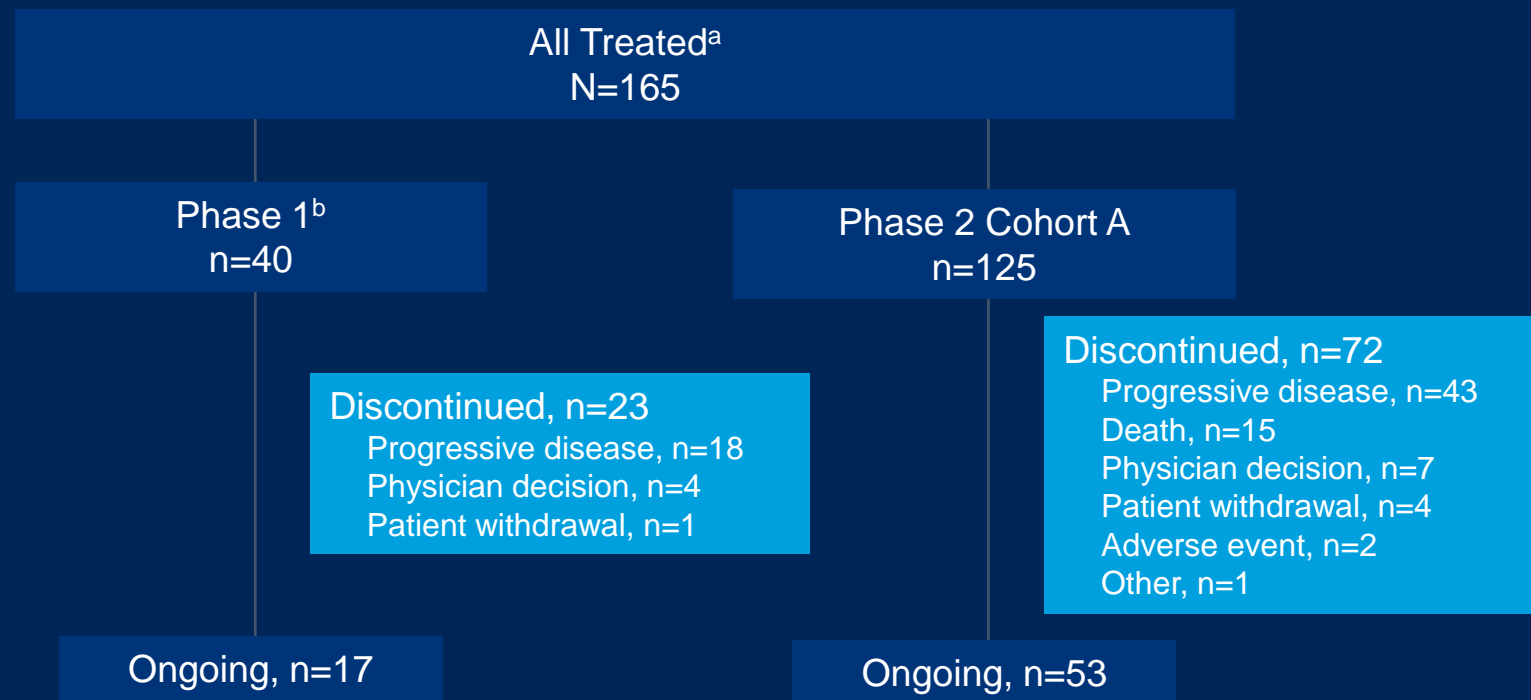 All Treatedᵃ
N=165
Phase 1ᵇ
n=40
Phase 2 Cohort A
n=125
Discontinued, n=23
Progressive disease, n=18
Physician decision, n=4
Patient withdrawal, n=1
Discontinued, n=72
Progressive disease, n=43
Death, n=15
Physician decision, n=7
Patient withdrawal, n=4
Adverse event, n=2
Other, n=1
Ongoing, n=17
Ongoing, n=53